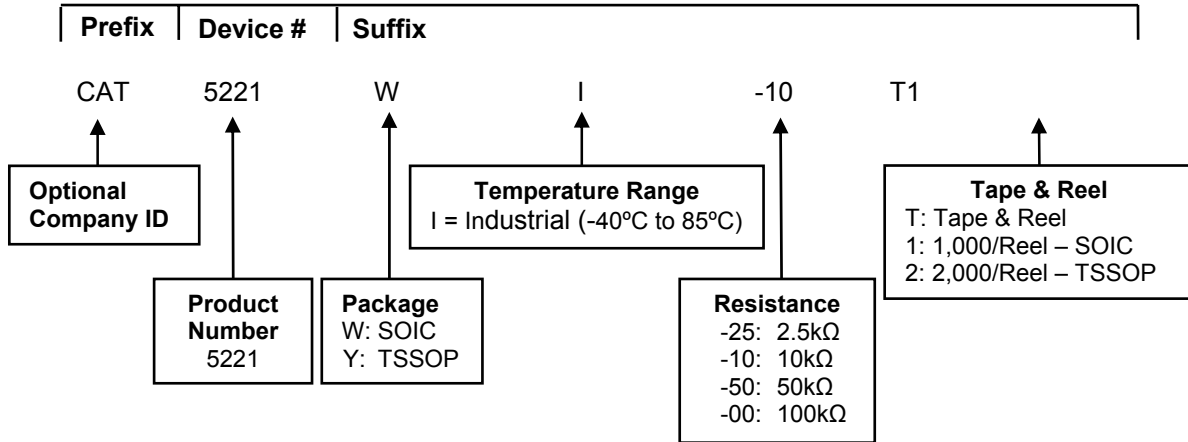 Prefix Device # Suffix
CAT 5221 W I -10 T1
Optional
Company ID
Product
Number
5221
Package
W: SOIC
Y: TSSOP
Temperature Range
I = Industrial (-40ºC to 85ºC)
Resistance
-25: 2.5kΩ
-10: 10kΩ
-50: 50kΩ
-00: 100kΩ
Tape & Reel
T: Tape & Reel
1: 1,000/Reel – SOIC
2: 2,000/Reel – TSSOP